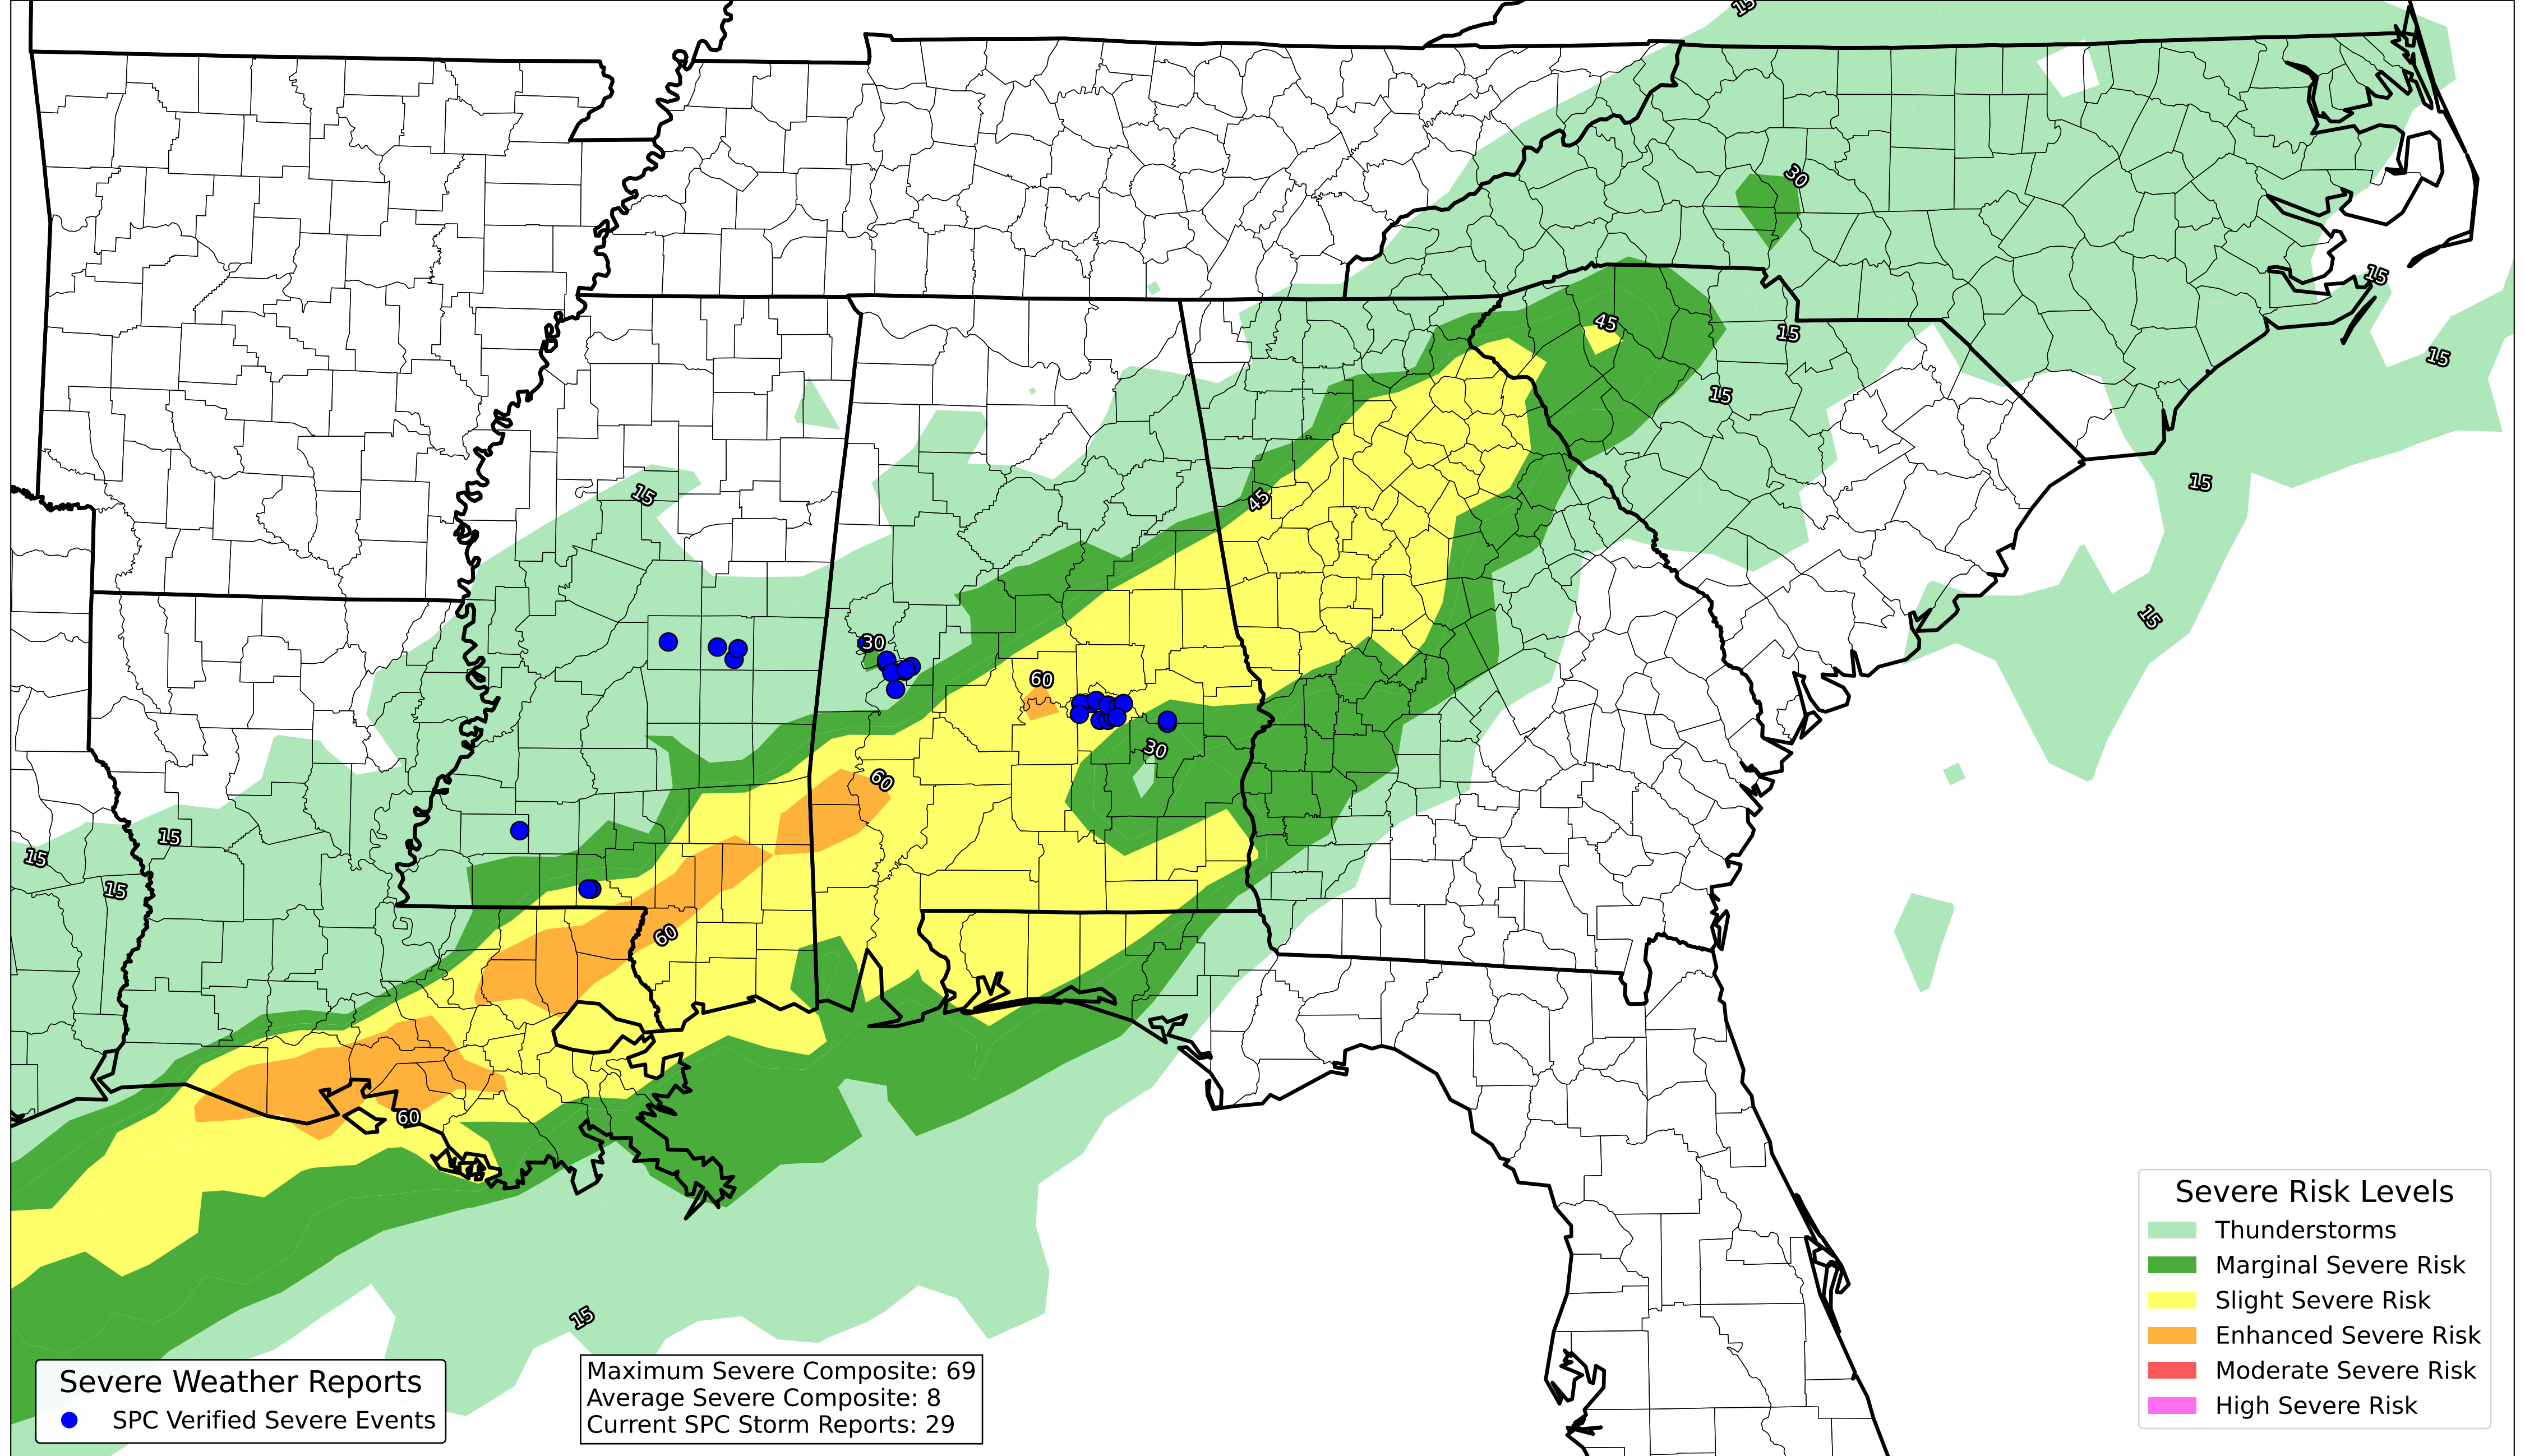 15
30
15
45
15
15
15
45
15
15
30
15
60
30
60
15
15
15
60
60
15
Severe Weather Reports
SPC Verified Severe Events
Maximum Severe Composite: 69
Average Severe Composite: 8
Current SPC Storm Reports: 29
Severe Risk Levels
Thunderstorms
Marginal Severe Risk
Slight Severe Risk
Enhanced Severe Risk
Moderate Severe Risk
High Severe Risk